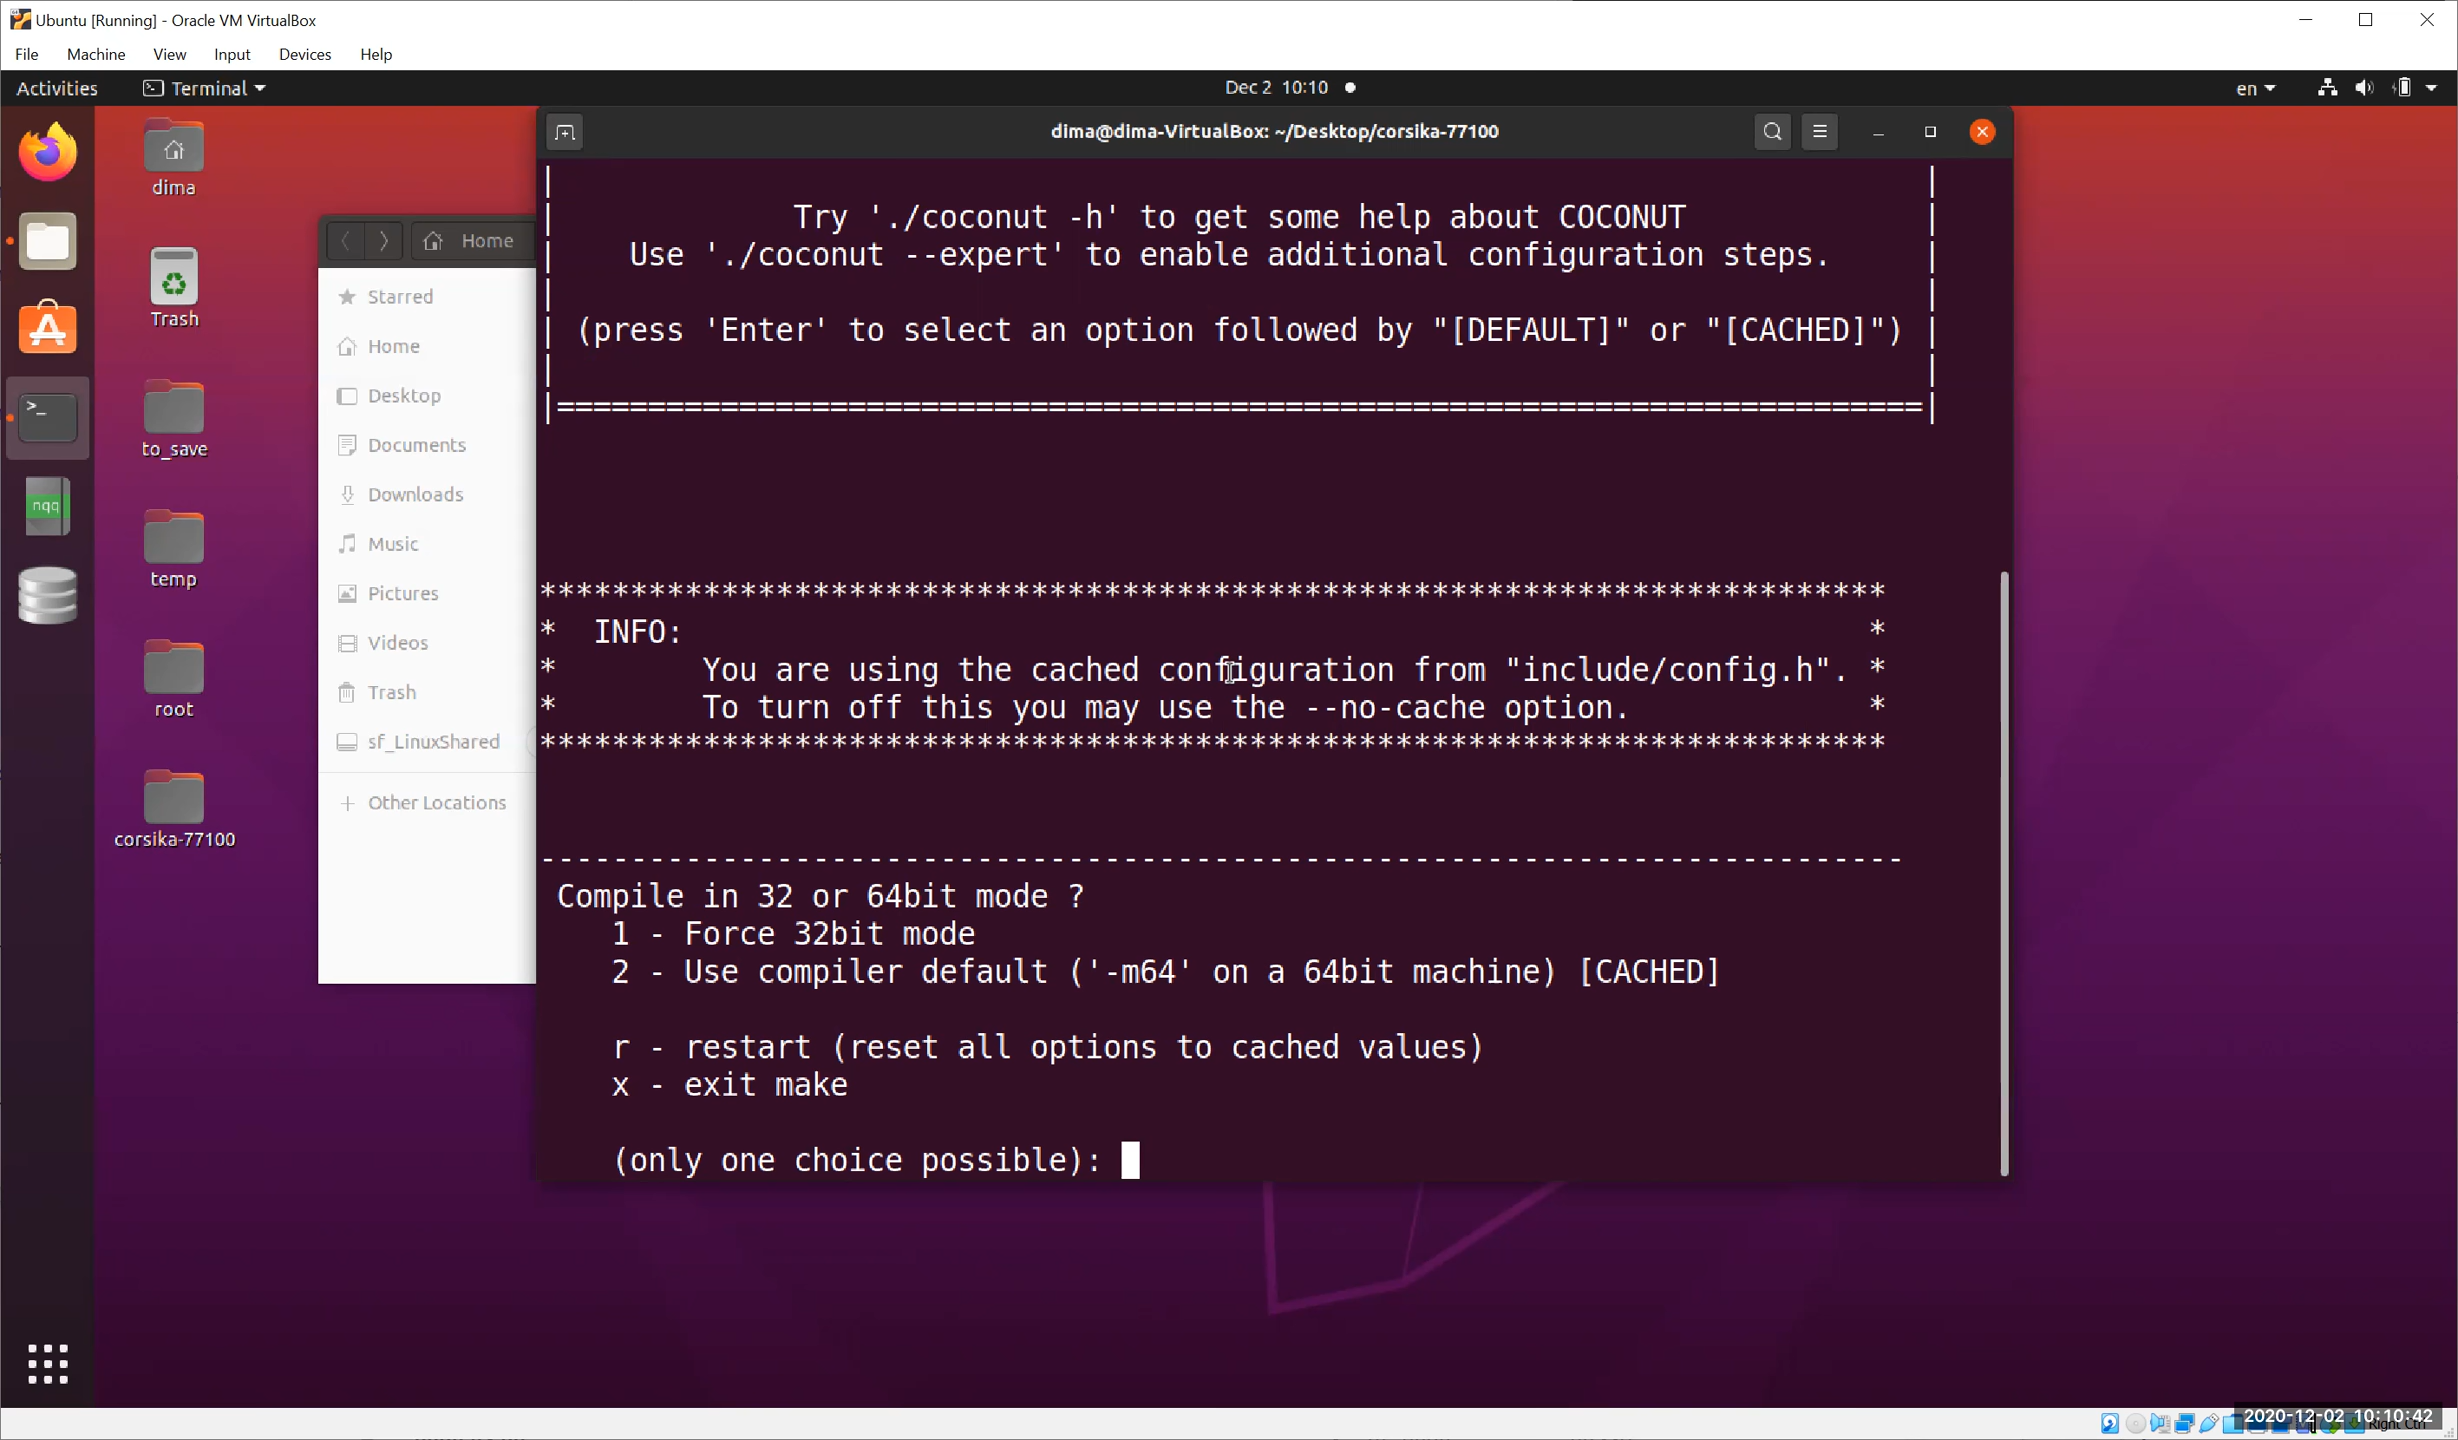 Ubuntu [Running] - Oracle VM VirtualBox
File Machine View Input Devices Help
Activities Terminal Dec 2 10:10 en
dima@dima-VirtualBox: ~/Desktop/corsika-77100
dima
Trash
to_save
temp
root
corsika-77100
nqq
Home
Starred
Home
Desktop
Documents
Downloads
Music
Pictures
Videos
Trash
sf_LinuxShared
+ Other Locations
| |
| Try './coconut -h' to get some help about COCONUT |
| Use './coconut --expert' to enable additional configuration steps. |
| |
| (press 'Enter' to select an option followed by "[DEFAULT]" or "[CACHED]") |
| |
|===========================================================================|
**************************************************************************
* INFO: *
* You are using the cached configuration from "include/config.h". *
* To turn off this you may use the --no-cache option. *
**************************************************************************
---------------------------------------------------------------------------
Compile in 32 or 64bit mode ?
1 - Force 32bit mode
2 - Use compiler default ('-m64' on a 64bit machine) [CACHED]
r - restart (reset all options to cached values)
x - exit make
(only one choice possible):
2020-12-02 10:10:42
Right Ctrl